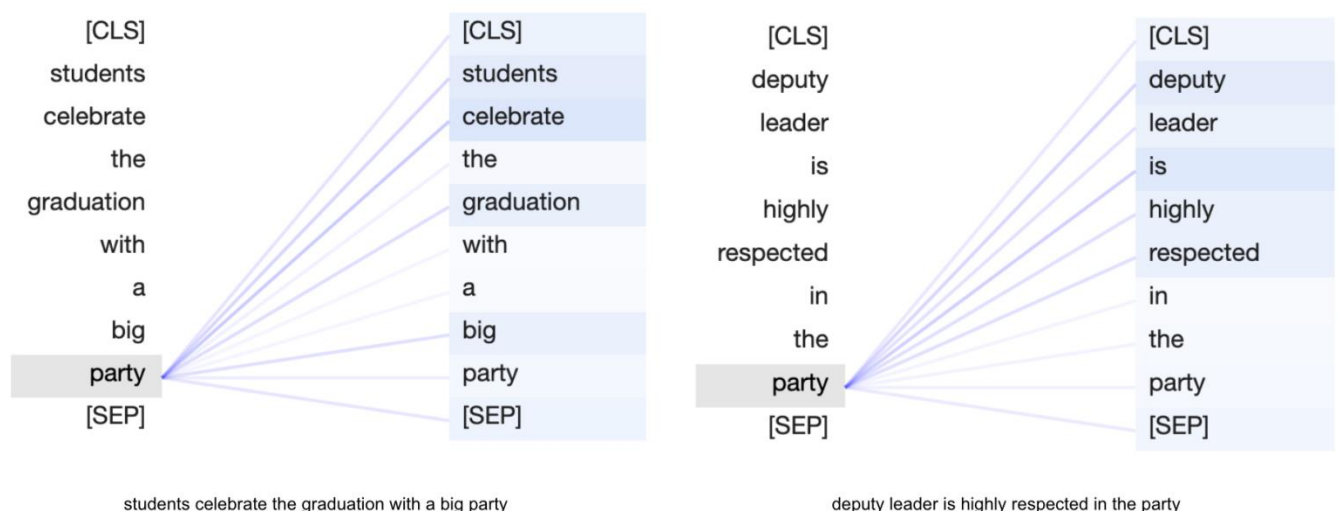 [CLS] [CLS]
students students
celebrate celebrate
the the
graduation graduation
with with
a a
big big
party party
[SEP] [SEP]
students celebrate the graduation with a big party
[CLS] [CLS]
deputy deputy
leader leader
is is
highly highly
respected respected
in in
the the
party party
[SEP] [SEP]
deputy leader is highly respected in the party